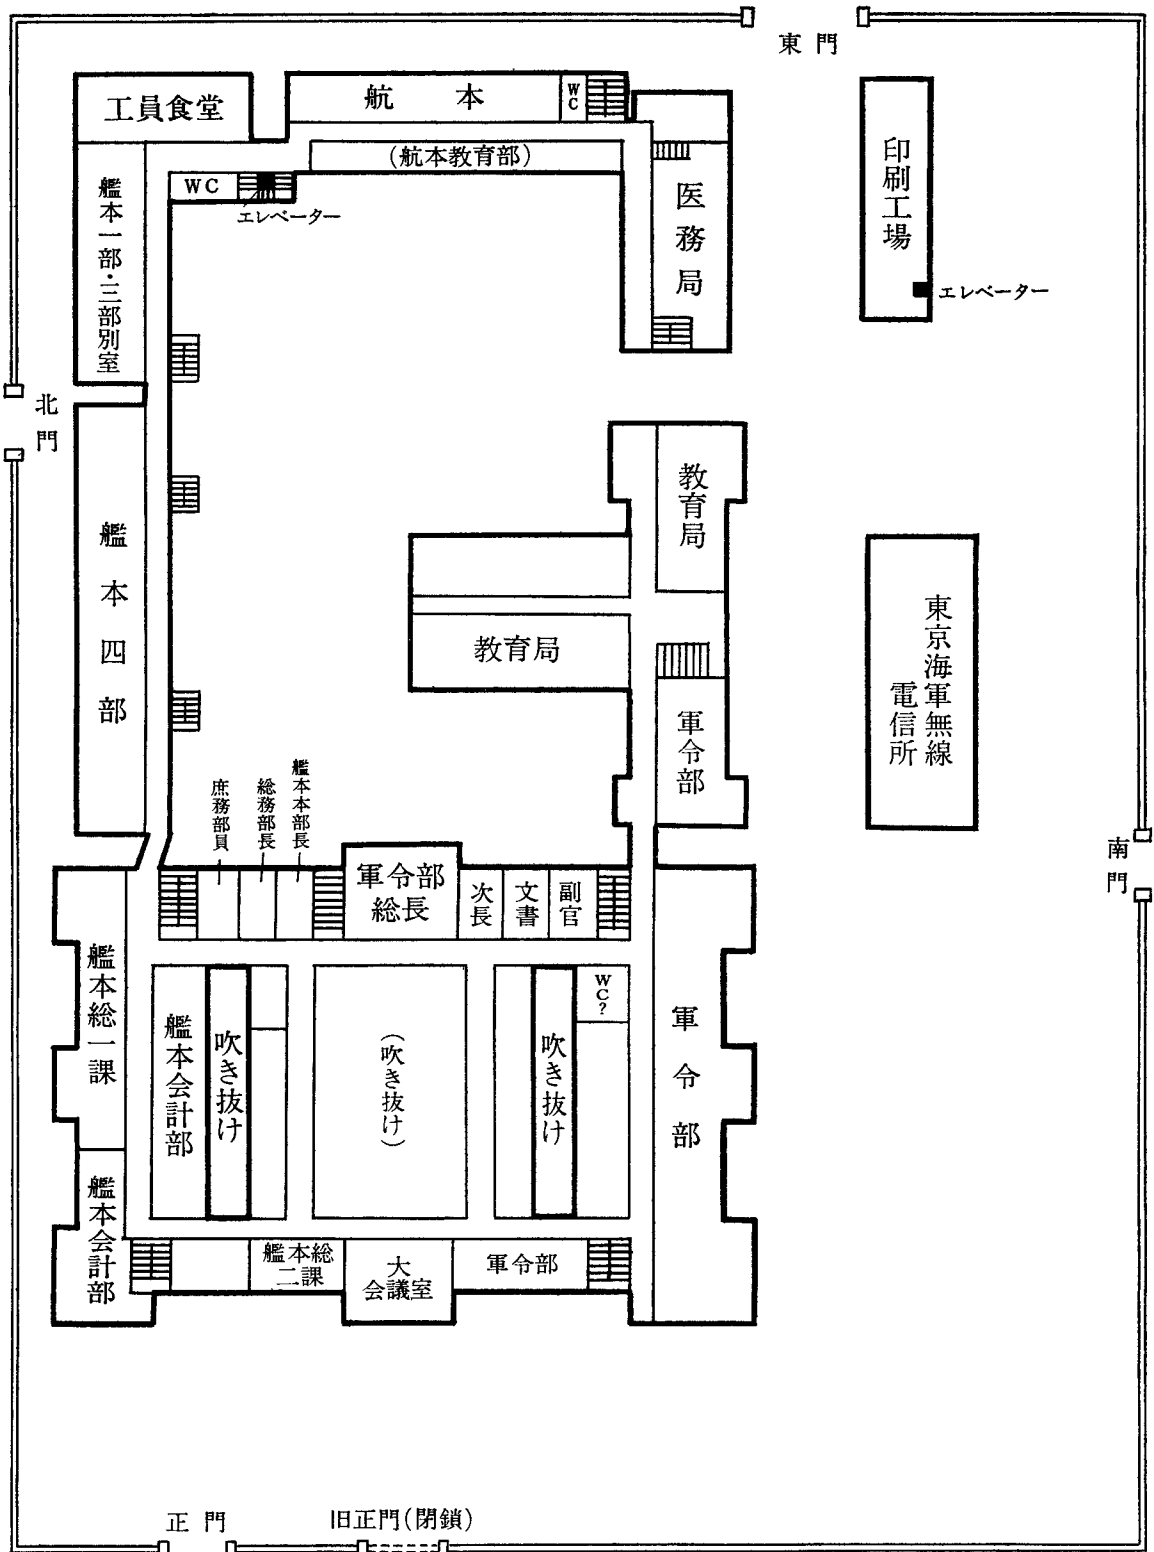 東門
工員食堂
航本
WC
(航本教育部)
WC
エレベーター
医務局
印刷工場
エレベーター
艦本一部・三部別室
北門
艦本四部
教育局
教育局
軍令部
東京海軍無線
電信所
南門
庶務部員
総務部長
艦本本部長
軍令部
総長
次長
文書
副官
艦本総一課
艦本会計部
吹き抜け
(吹き抜け)
吹き抜け
WC?
軍令部
艦本会計部
艦本総
二課
大
会議室
軍令部
正門
旧正門(閉鎖)